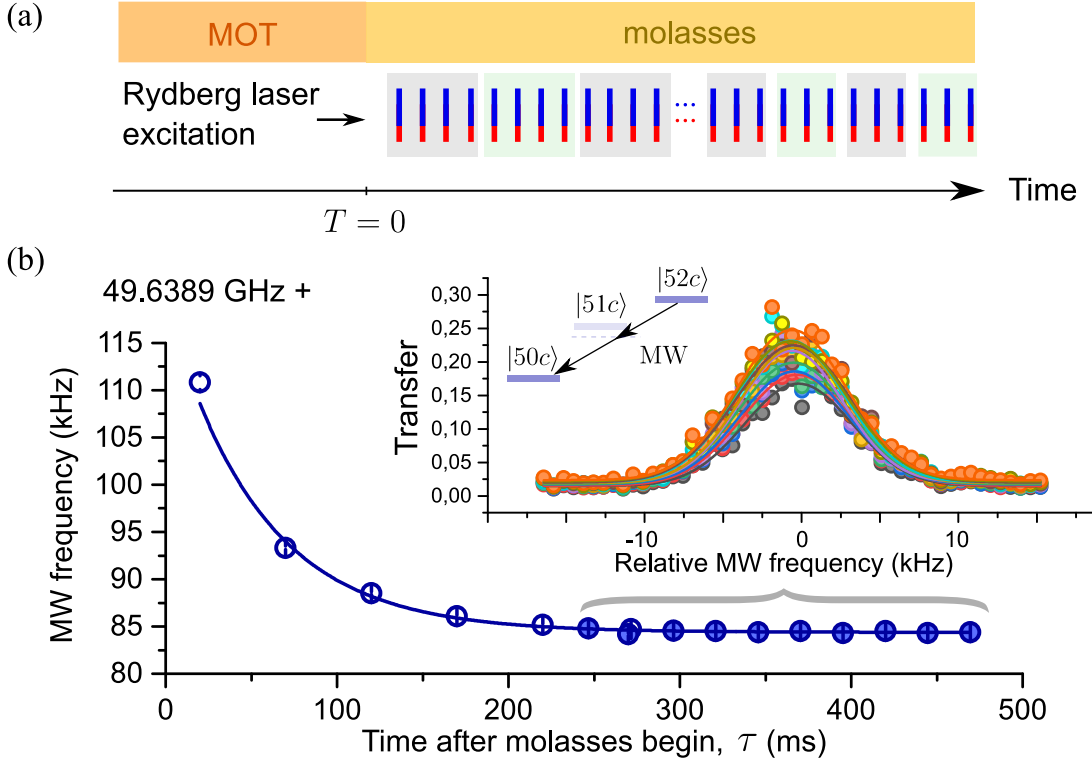 (a)
MOT
molasses
Rydberg laser
excitation
...
...
Time
T = 0
(b)
49.6389 GHz +
MW frequency (kHz)
115
110
105
100
95
90
85
80
0
100
200
300
400
500
Time after molasses begin, τ (ms)
Transfer
0,30
0,25
0,20
0,15
0,10
0,05
0,00
|52c⟩
|51c⟩
MW
|50c⟩
-10
0
10
Relative MW frequency (kHz)